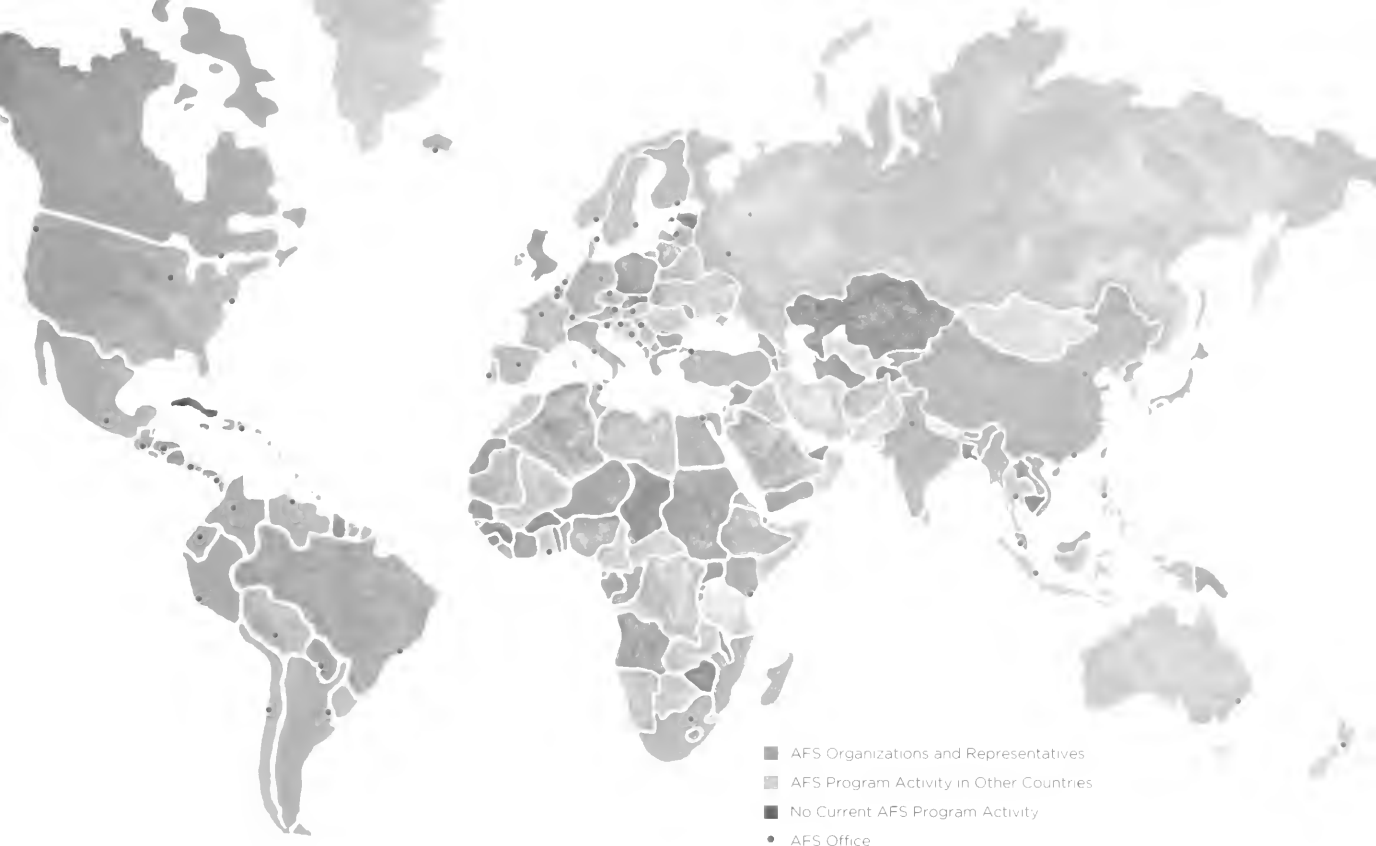 AFS Organizations and Representatives
AFS Program Activity in Other Countries
No Current AFS Program Activity
AFS Office